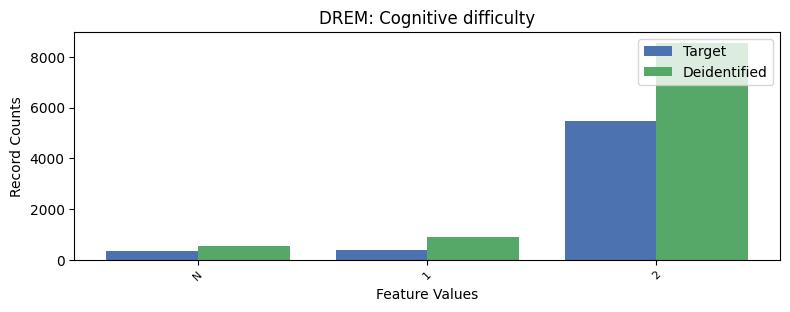 DREM: Cognitive difficulty
Record Counts
8000
6000
4000
2000
0
Target
Deidentified
N
1
2
Feature Values